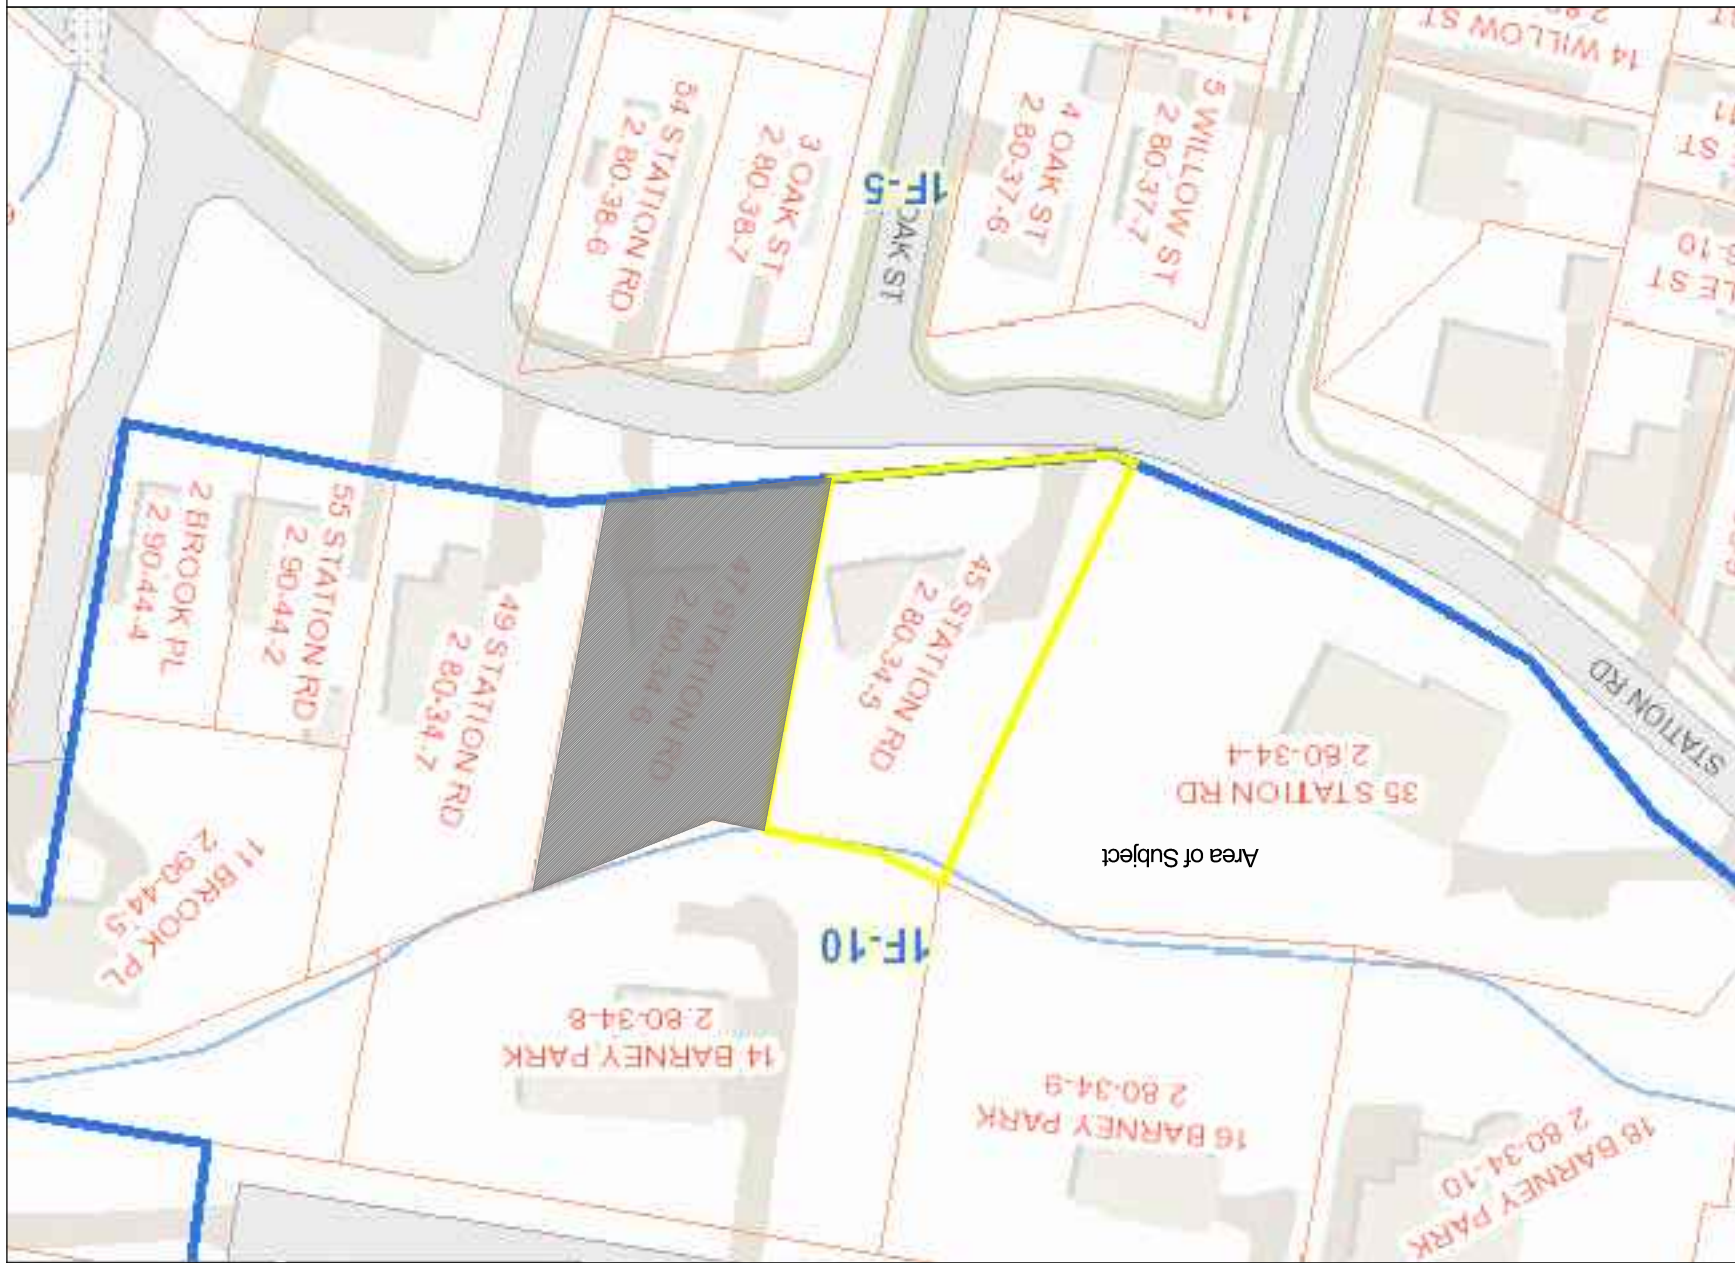 18 BARNEY PARK
2.80-34-10
16 BARNEY PARK
2.80-34-9
14 BARNEY PARK
2.80-34-8
1F-10
Area of Subject
11 BROOK PL
2.90-44-5
STATION RD
35 STATION RD
2.80-34-4
45 STATION RD
2.80-34-5
47 STATION RD
2.80-34-6
49 STATION RD
2.80-34-7
55 STATION RD
2.90-44-2
2 BROOK PL
2.90-44-4
OAK ST
1F-5
14 WILLOW ST
5 WILLOW ST
2.80-37-7
4 OAK ST
2.80-37-6
3 OAK ST
2.80-38-7
54 STATION RD
2.80-38-6